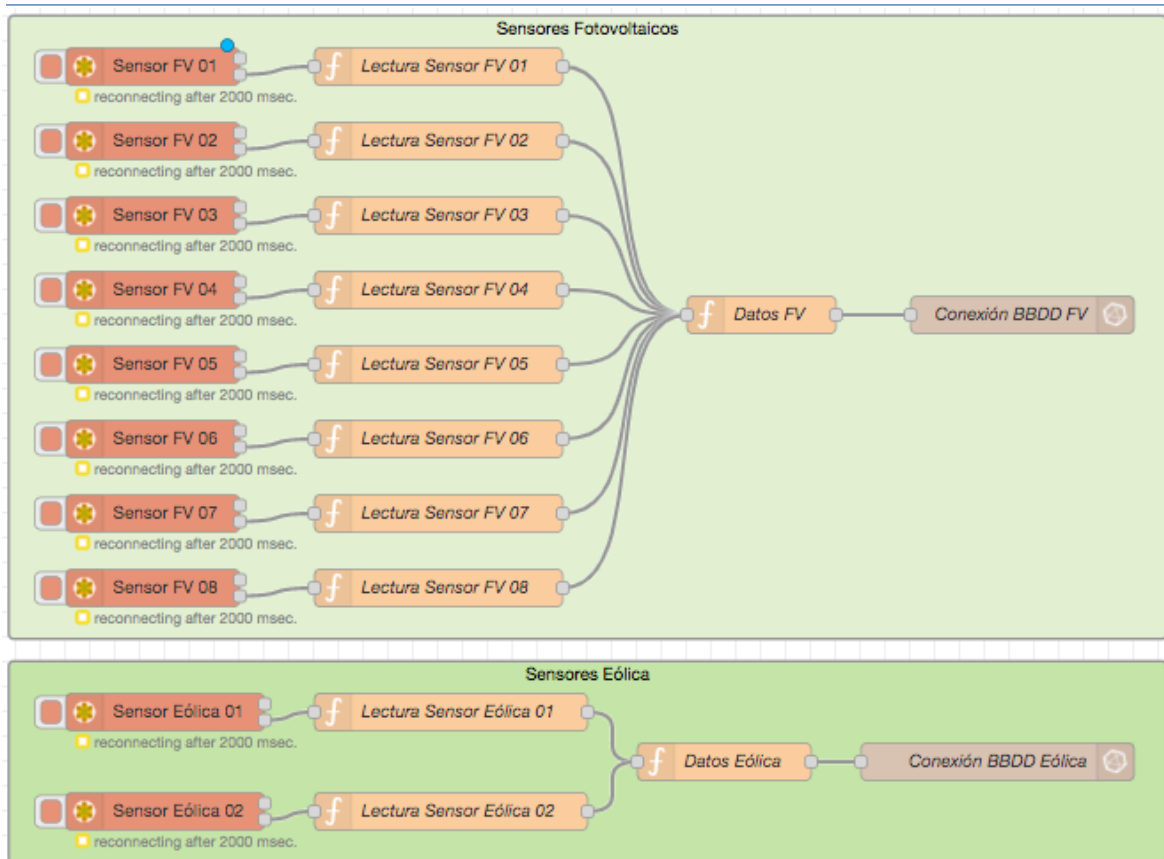 Sensores Fotovoltaicos
Sensor FV 01
Lectura Sensor FV 01
reconnecting after 2000 msec.
Sensor FV 02
Lectura Sensor FV 02
reconnecting after 2000 msec.
Sensor FV 03
Lectura Sensor FV 03
reconnecting after 2000 msec.
Sensor FV 04
Lectura Sensor FV 04
Datos FV
Conexión BBDD FV
reconnecting after 2000 msec.
Sensor FV 05
Lectura Sensor FV 05
reconnecting after 2000 msec.
Sensor FV 06
Lectura Sensor FV 06
reconnecting after 2000 msec.
Sensor FV 07
Lectura Sensor FV 07
reconnecting after 2000 msec.
Sensor FV 08
Lectura Sensor FV 08
reconnecting after 2000 msec.
Sensores Eólica
Sensor Eólica 01
Lectura Sensor Eólica 01
reconnecting after 2000 msec.
Datos Eólica
Conexión BBDD Eólica
Sensor Eólica 02
Lectura Sensor Eólica 02
reconnecting after 2000 msec.